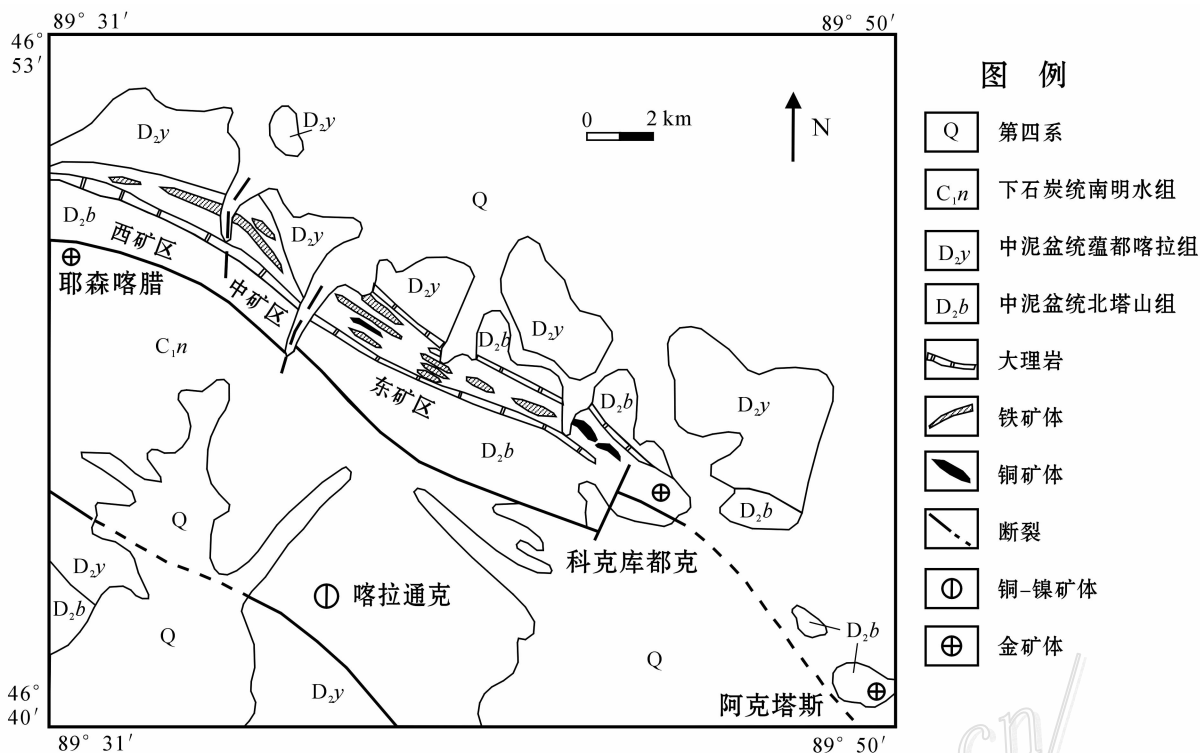 89° 31′
89° 50′
46°
53′
D₂y
D₂y
0 2 km
N
Q
D₂b
西矿区
D₂y
耶森喀腊
中矿区
D₂y
D₂b
D₂y
C₁n
东矿区
D₂b
D₂y
D₂b
D₂b
Q
D₂y
科克库都克
喀拉通克
D₂b
Q
D₂b
Q
D₂y
阿克塔斯
46°
40′
89° 31′
89° 50′
图 例
Q 第四系
C₁n 下石炭统南明水组
D₂y 中泥盆统蕴都喀拉组
D₂b 中泥盆统北塔山组
大理岩
铁矿体
铜矿体
断裂
铜–镍矿体
金矿体
cn/